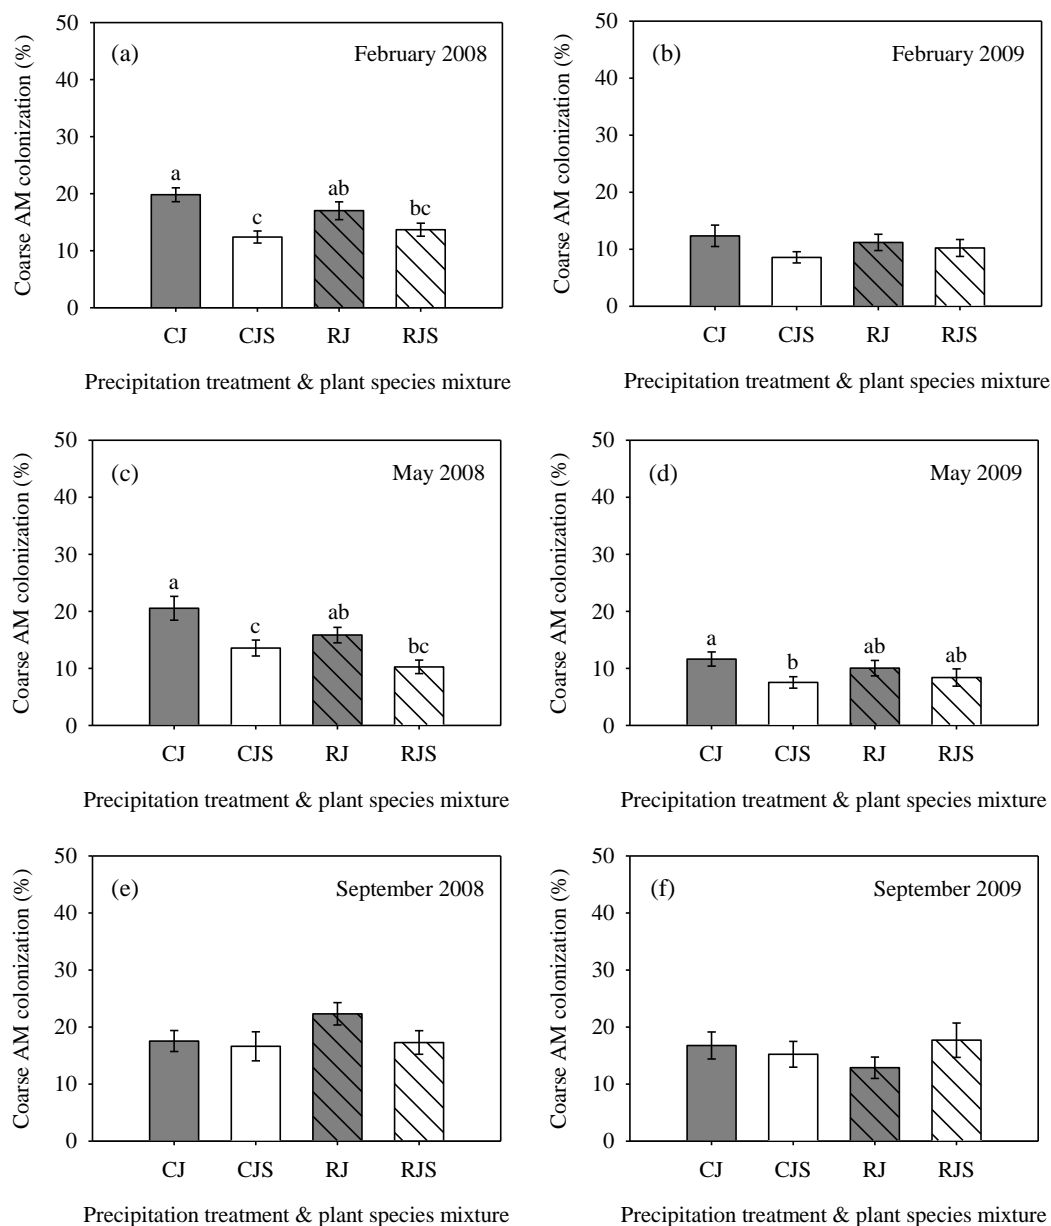 50
40
30
20
10
0
Coarse AM colonization (%)
(a)
February 2008
a
c
ab
bc
CJ
CJS
RJ
RJS
Precipitation treatment & plant species mixture
50
40
30
20
10
0
Coarse AM colonization (%)
(b)
February 2009
CJ
CJS
RJ
RJS
Precipitation treatment & plant species mixture
50
40
30
20
10
0
Coarse AM colonization (%)
(c)
May 2008
a
c
ab
bc
CJ
CJS
RJ
RJS
Precipitation treatment & plant species mixture
50
40
30
20
10
0
Coarse AM colonization (%)
(d)
May 2009
a
b
ab
ab
CJ
CJS
RJ
RJS
Precipitation treatment & plant species mixture
50
40
30
20
10
0
Coarse AM colonization (%)
(e)
September 2008
CJ
CJS
RJ
RJS
Precipitation treatment & plant species mixture
50
40
30
20
10
0
Coarse AM colonization (%)
(f)
September 2009
CJ
CJS
RJ
RJS
Precipitation treatment & plant species mixture